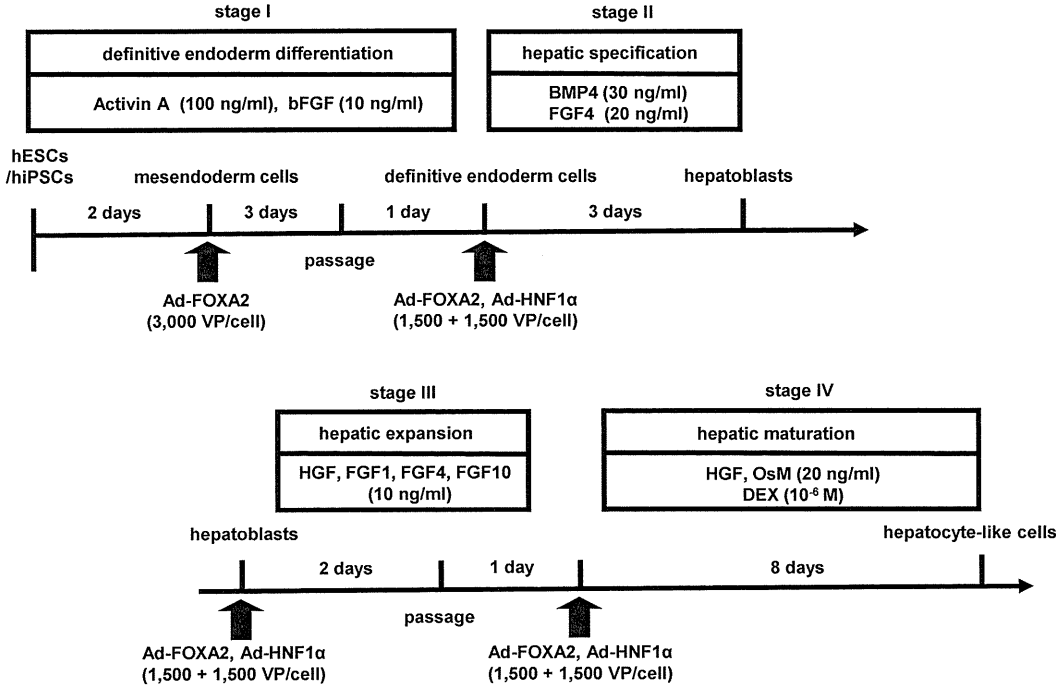 stage I
definitive endoderm differentiation
Activin A (100 ng/ml), bFGF (10 ng/ml)
stage II
hepatic specification
BMP4 (30 ng/ml)
FGF4 (20 ng/ml)
hESCs
/hiPSCs
mesendoderm cells
definitive endoderm cells
hepatoblasts
2 days
3 days
1 day
3 days
passage
Ad-FOXA2
(3,000 VP/cell)
Ad-FOXA2, Ad-HNF1α
(1,500 + 1,500 VP/cell)
stage III
hepatic expansion
HGF, FGF1, FGF4, FGF10
(10 ng/ml)
stage IV
hepatic maturation
HGF, OsM (20 ng/ml)
DEX (10⁻⁶ M)
hepatoblasts
hepatocyte-like cells
2 days
1 day
8 days
passage
Ad-FOXA2, Ad-HNF1α
(1,500 + 1,500 VP/cell)
Ad-FOXA2, Ad-HNF1α
(1,500 + 1,500 VP/cell)